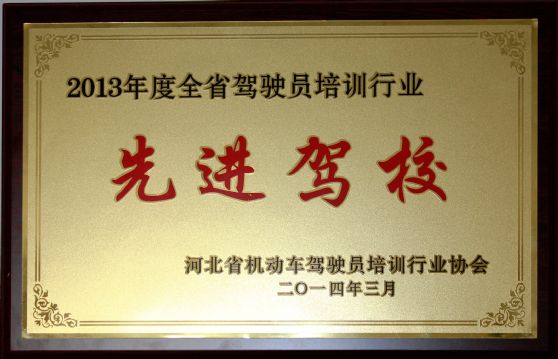 2013年度全省驾驶员培训行业
先进驾校
河北省机动车驾驶员培训行业协会
二〇一四年三月